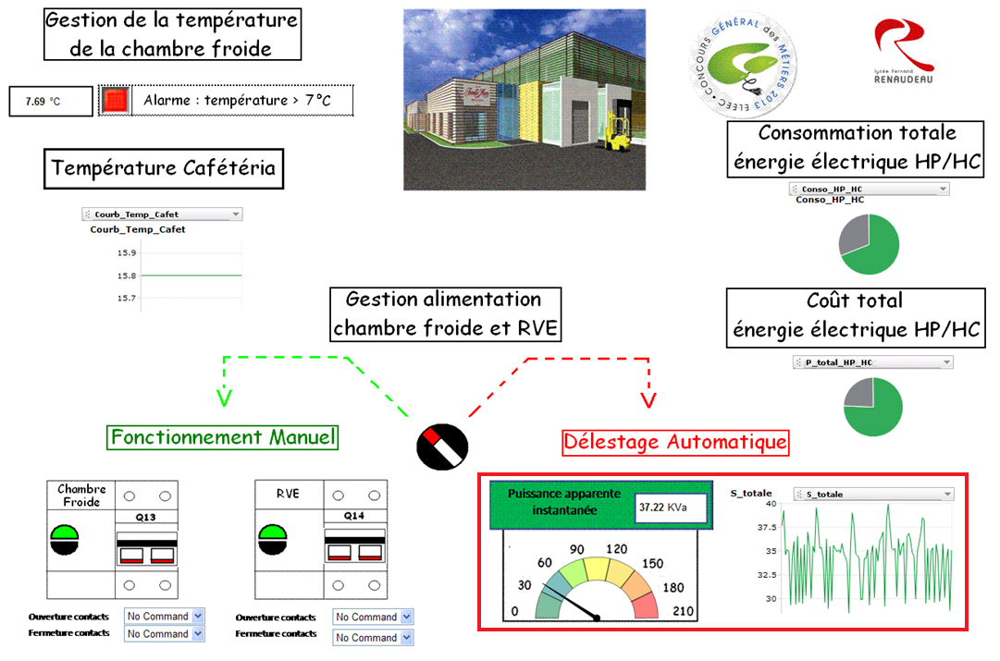 Gestion de la température
de la chambre froide
7.69 °C
Alarme : température > 7°C
Température Cafétéria
Courb_Temp_Cafet
Courb_Temp_Cafet
15.9
15.8
15.7
CONCOURS GÉNÉRAL des MÉTIERS 2013 ELEEC
lycée Fernand
RENAUDEAU
Consommation totale
énergie électrique HP/HC
Conso_HP_HC
Conso_HP_HC
Coût total
énergie électrique HP/HC
P_total_HP_HC
Gestion alimentation
chambre froide et RVE
Fonctionnement Manuel
Délestage Automatique
Chambre
Froide
Q13
RVE
Q14
Ouverture contacts
No Command
Fermeture contacts
No Command
Ouverture contacts
No Command
Fermeture contacts
No Command
Puissance apparente
instantanée
37.22 KVa
0
30
60
90
120
150
180
210
S_totale
S_totale
40
37.5
35
32.5
30